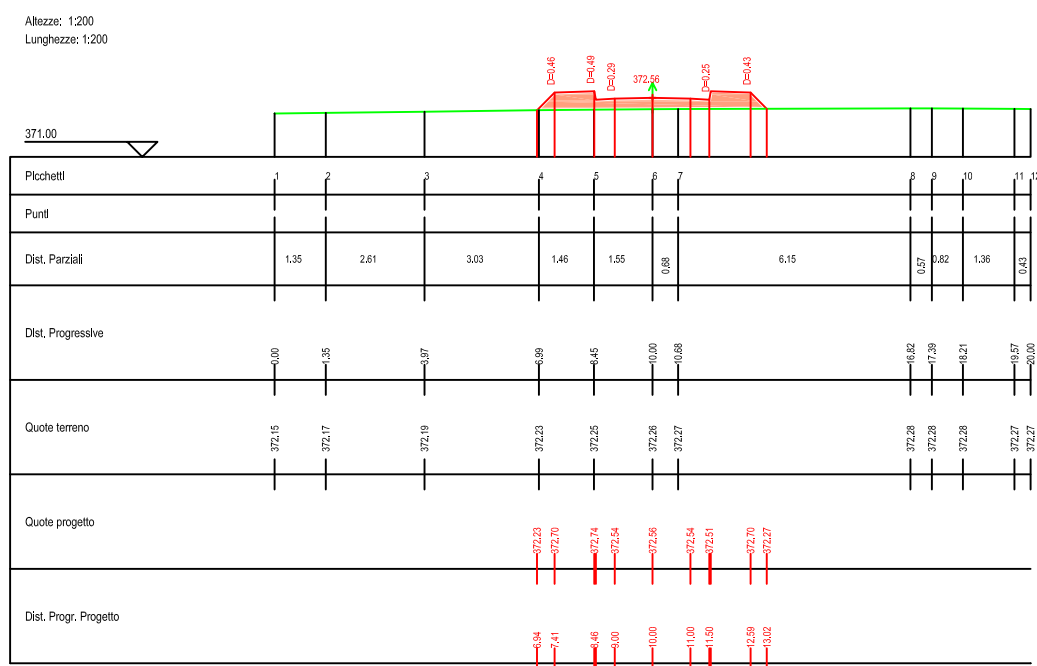 Altezze: 1:200
Lunghezze: 1:200
D=0.46
D=0.49
D=0.29
372.56
D=0.25
D=0.43
371.00
Picchetti 1 2 3 4 5 6 7 8 9 10 11 12
Punti
Dist. Parziali 1.35 2.61 3.03 1.46 1.55 0.68 6.15 0.57 0.82 1.36 0.43
Dist. Progressive 0.00 1.35 3.97 6.99 8.45 10.00 10.68 16.82 17.39 18.21 19.57 20.00
Quote terreno 372.15 372.17 372.19 372.23 372.25 372.26 372.27 372.28 372.28 372.28 372.27 372.27
Quote progetto 372.23 372.70 372.74 372.54 372.56 372.54 372.51 372.70 372.27
Dist. Progr. Progetto 6.94 7.41 8.46 9.00 10.00 11.00 11.50 12.59 13.02